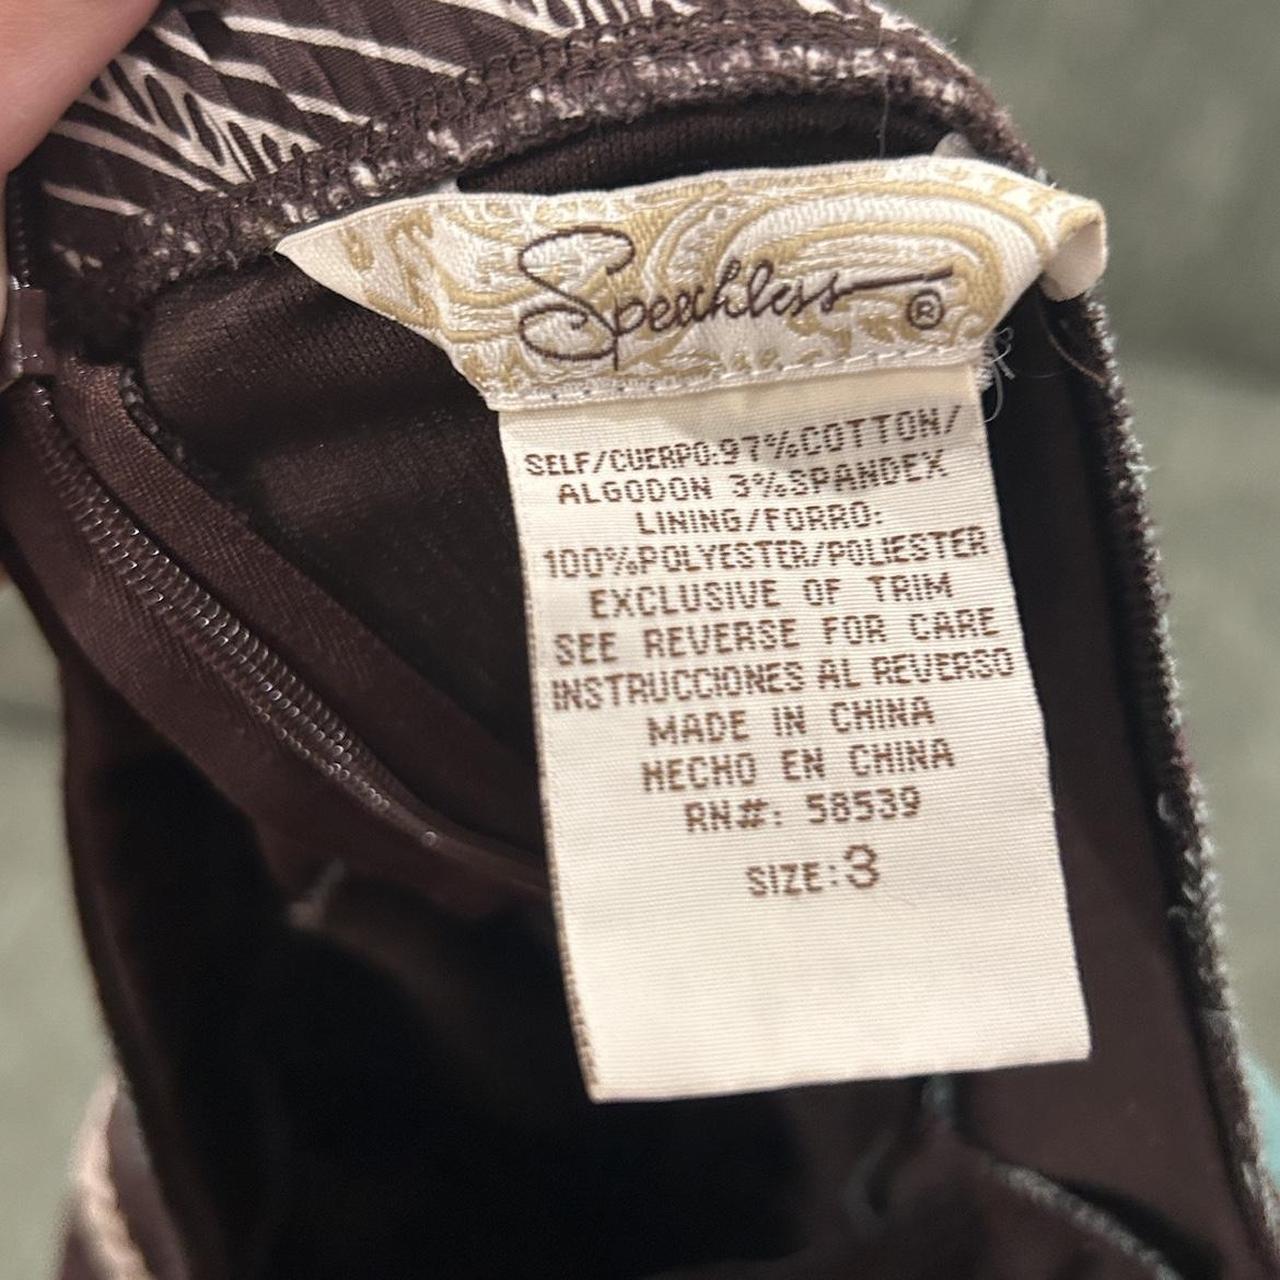 Speechless ®
SELF/CUERPO:97%COTTON/
ALGODON 3%SPANDEX
LINING/FORRO:
100%POLYESTER/POLIESTER
EXCLUSIVE OF TRIM
SEE REVERSE FOR CARE
INSTRUCCIONES AL REVERSO
MADE IN CHINA
HECHO EN CHINA
RN#: 58539
SIZE:3